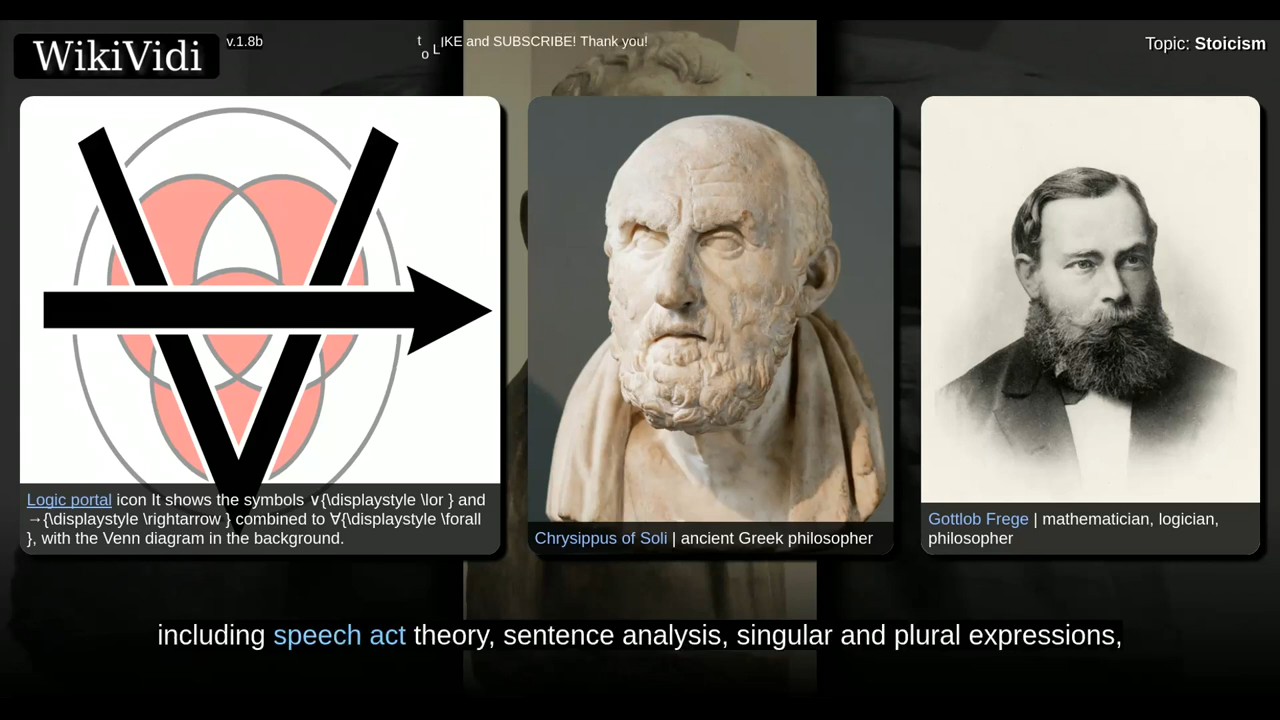 WikiVidi
v.1.8b
to LIKE and SUBSCRIBE! Thank you!
Topic: Stoicism
Logic portal icon It shows the symbols ∨{\displaystyle \lor } and
→{\displaystyle \rightarrow } combined to ∀{\displaystyle \forall
}, with the Venn diagram in the background.
Chrysippus of Soli | ancient Greek philosopher
Gottlob Frege | mathematician, logician,
philosopher
including speech act theory, sentence analysis, singular and plural expressions,